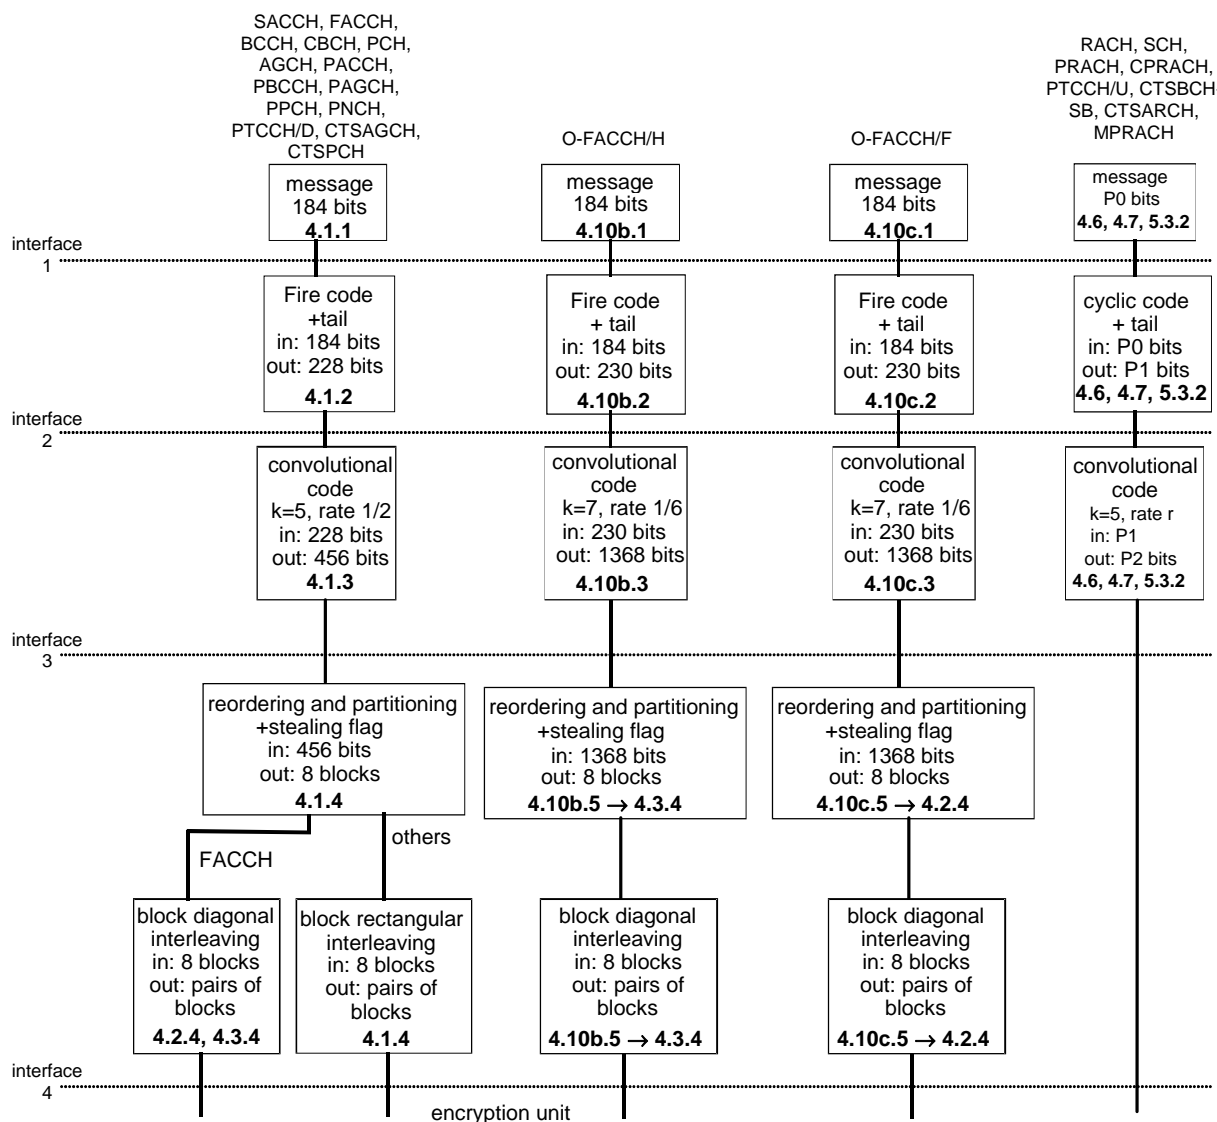 SACCH, FACCH,
BCCH, CBCH, PCH,
AGCH, PACCH,
PBCCH, PAGCH,
PPCH, PNCH,
PTCCH/D, CTSAGCH,
CTSPCH
O-FACCH/H
O-FACCH/F
RACH, SCH,
PRACH, CPRACH,
PTCCH/U, CTSBCH-
SB, CTSARCH,
MPRACH
message
184 bits
4.1.1
message
184 bits
4.10b.1
message
184 bits
4.10c.1
message
P0 bits
4.6, 4.7, 5.3.2
interface
1
Fire code
+tail
in: 184 bits
out: 228 bits
4.1.2
Fire code
+ tail
in: 184 bits
out: 230 bits
4.10b.2
Fire code
+ tail
in: 184 bits
out: 230 bits
4.10c.2
cyclic code
+ tail
in: P0 bits
out: P1 bits
4.6, 4.7, 5.3.2
interface
2
convolutional
code
k=5, rate 1/2
in: 228 bits
out: 456 bits
4.1.3
convolutional
code
k=7, rate 1/6
in: 230 bits
out: 1368 bits
4.10b.3
convolutional
code
k=7, rate 1/6
in: 230 bits
out: 1368 bits
4.10c.3
convolutional
code
k=5, rate r
in: P1
out: P2 bits
4.6, 4.7, 5.3.2
interface
3
reordering and partitioning
+stealing flag
in: 456 bits
out: 8 blocks
4.1.4
reordering and partitioning
+stealing flag
in: 1368 bits
out: 8 blocks
4.10b.5 → 4.3.4
reordering and partitioning
+stealing flag
in: 1368 bits
out: 8 blocks
4.10c.5 → 4.2.4
FACCH
others
block diagonal
interleaving
in: 8 blocks
out: pairs of
blocks
4.2.4, 4.3.4
block rectangular
interleaving
in: 8 blocks
out: pairs of
blocks
4.1.4
block diagonal
interleaving
in: 8 blocks
out: pairs of
blocks
4.10b.5 → 4.3.4
block diagonal
interleaving
in: 8 blocks
out: pairs of
blocks
4.10c.5 → 4.2.4
interface
4
encryption unit